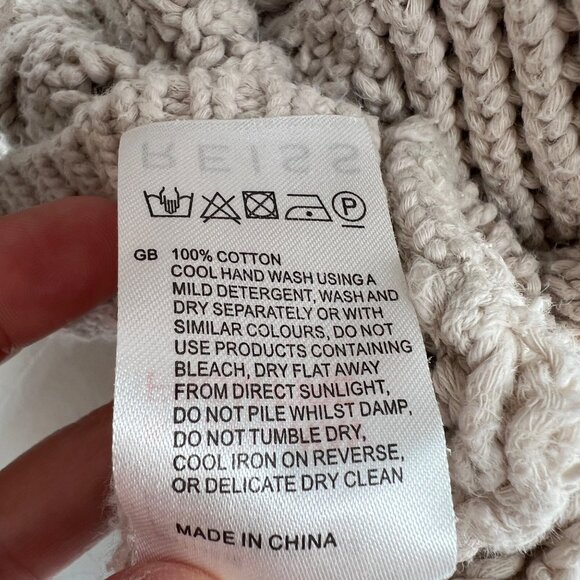 REISS
P
GB 100% COTTON
COOL HAND WASH USING A
MILD DETERGENT, WASH AND
DRY SEPARATELY OR WITH
SIMILAR COLOURS, DO NOT
USE PRODUCTS CONTAINING
BLEACH, DRY FLAT AWAY
FROM DIRECT SUNLIGHT,
DO NOT PILE WHILST DAMP,
DO NOT TUMBLE DRY,
COOL IRON ON REVERSE,
OR DELICATE DRY CLEAN
MADE IN CHINA